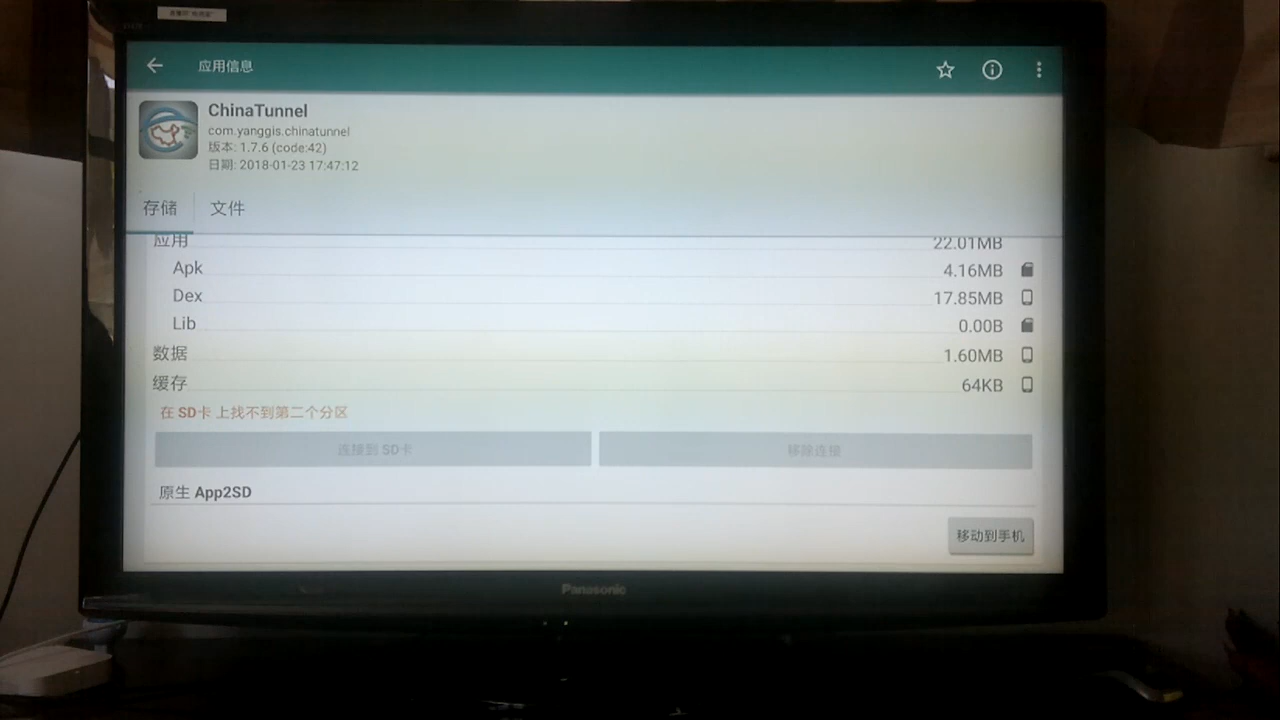 应用信息
ChinaTunnel
com.yanggis.chinatunnel
版本: 1.7.6 (code:42)
日期: 2018-01-23 17:47:12
存储 文件
应用 22.01MB
Apk 4.16MB
Dex 17.85MB
Lib 0.00B
数据 1.60MB
缓存 64KB
在 SD卡 上找不到第二个分区
连接到 SD卡 移除连接
原生 App2SD
移动到手机
Panasonic